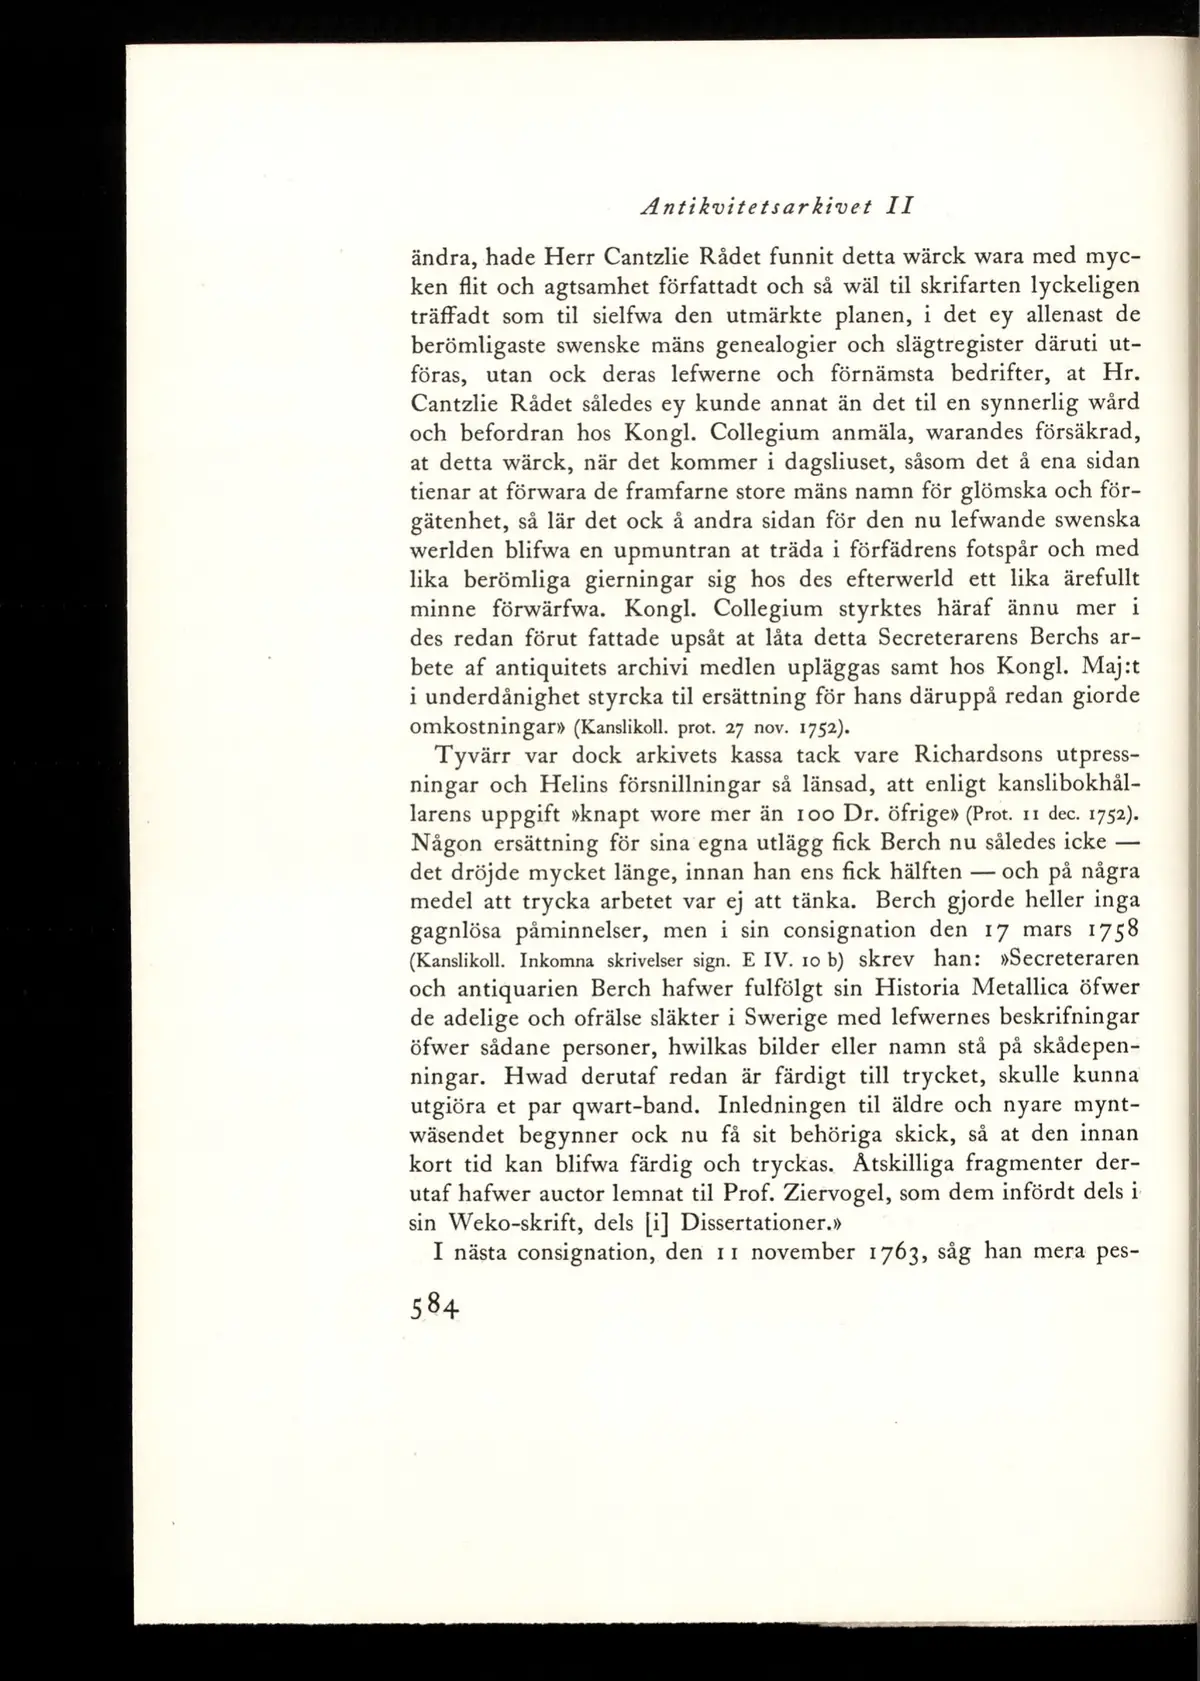 Antikvitetsarkivet II
ändra, hade Herr Cantzlie Rådet funnit detta wärck wara med myc-
ken flit och agtsamhet författadt och så wäl til skrifarten lyckeligen
träffadt som til sielfwa den utmärkte planen, i det ey allenast de
berömligaste swenske mäns genealogier och slägtregister däruti ut-
föras, utan ock deras lefwerne och förnämsta bedrifter, at Hr.
Cantzlie Rådet således ey kunde annat än det til en synnerlig wård
och befordran hos Kongl. Collegium anmäla, warandes försäkrad,
at detta wärck, när det kommer i dagsliuset, såsom det å ena sidan
tienar at förwara de framfarne store mäns namn för glömska och för-
gätenhet, så lär det ock å andra sidan för den nu lefwande swenska
werlden blifwa en upmuntran at träda i förfädrens fotspår och med
lika berömliga gierningar sig hos des efterwerld ett lika ärefullt
minne förwärfwa. Kongl. Collegium styrktes häraf ännu mer i
des redan förut fattade upsåt at låta detta Secreterarens Berchs ar-
bete af antiquitets archivi medlen upläggas samt hos Kongl. Maj:t
i underdånighet styrcka til ersättning för hans däruppå redan giorde
omkostningar» (Kanslikoll. prot. 27 nov. 1752).
Tyvärr var dock arkivets kassa tack vare Richardsons utpress-
ningar och Helins försnillningar så länsad, att enligt kanslibokhål-
larens uppgift »knapt wore mer än 100 Dr. öfrige» (Prot. 11 dec. 1752).
Någon ersättning för sina egna utlägg fick Berch nu således icke —
det dröjde mycket länge, innan han ens fick hälften — och på några
medel att trycka arbetet var ej att tänka. Berch gjorde heller inga
gagnlösa påminnelser, men i sin consignation den 17 mars 1758
(Kanslikoll. Inkomna skrivelser sign. E IV. 10 b) skrev han: »Secreteraren
och antiquarien Berch hafwer fulfölgt sin Historia Metallica öfwer
de adelige och ofrälse släkter i Swerige med lefwernes beskrifningar
öfwer sådane personer, hwilkas bilder eller namn stå på skådepen-
ningar. Hwad derutaf redan är färdigt till trycket, skulle kunna
utgiöra et par qwart-band. Inledningen til äldre och nyare mynt-
wäsendet begynner ock nu få sit behöriga skick, så at den innan
kort tid kan blifwa färdig och tryckas. Åtskilliga fragmenter der-
utaf hafwer auctor lemnat til Prof. Ziervogel, som dem infördt dels i
sin Weko-skrift, dels [i] Dissertationer.»
I nästa consignation, den 11 november 1763, såg han mera pes-
584